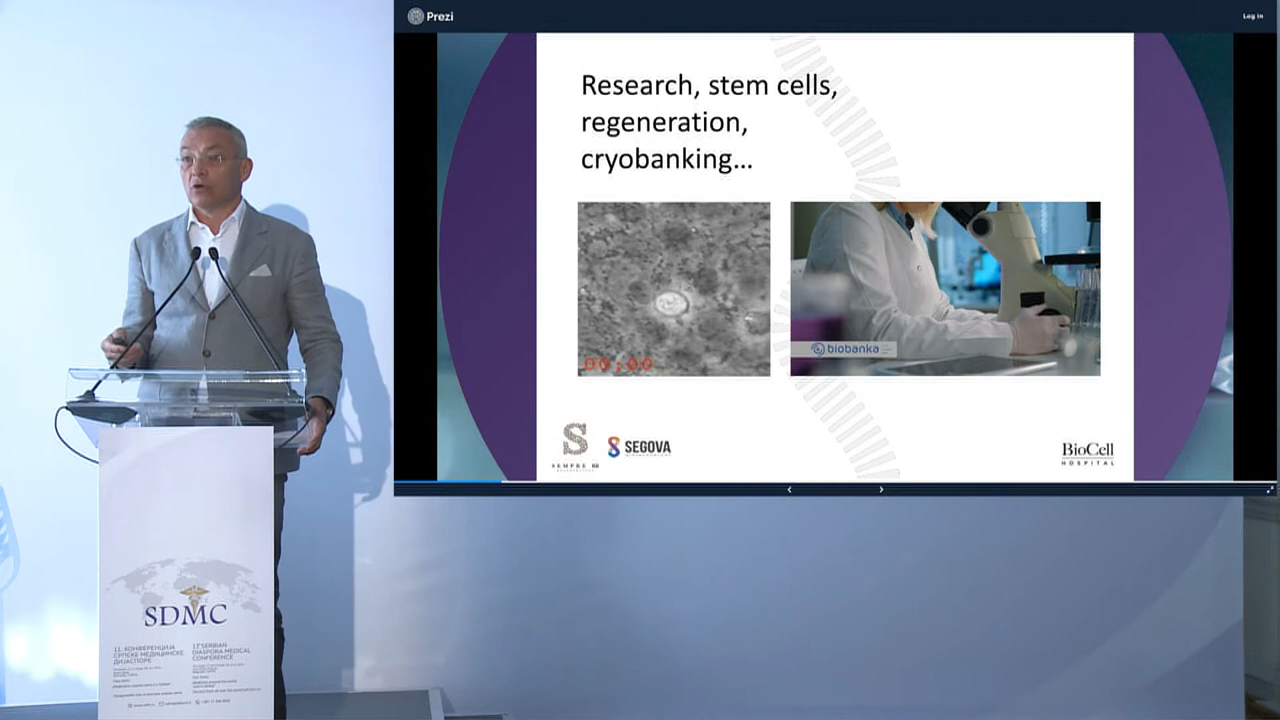 Prezi
Log in
Research, stem cells,
regeneration,
cryobanking...
00:00
biobanka
S
SEMPRE
SEGOVA
BioCell
HOSPITAL
SDMC
11. КОНФЕРЕНЦИЈА
СРПСКЕ МЕДИЦИНСКЕ
ДИЈАСПОРЕ
SERBIAN
DIASPORA MEDICAL
CONFERENCE